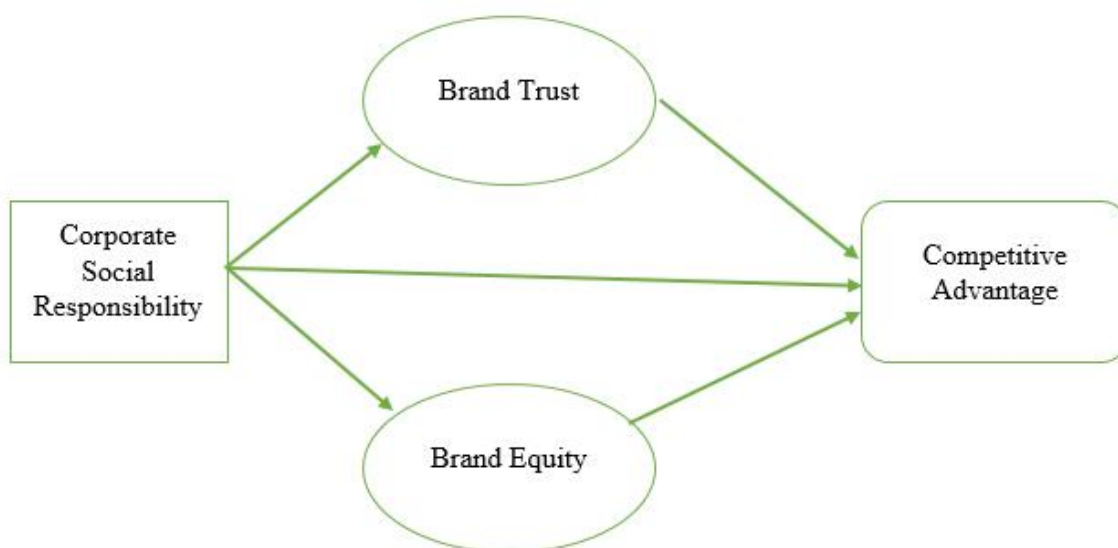 Brand Trust
Corporate
Social
Responsibility
Competitive
Advantage
Brand Equity